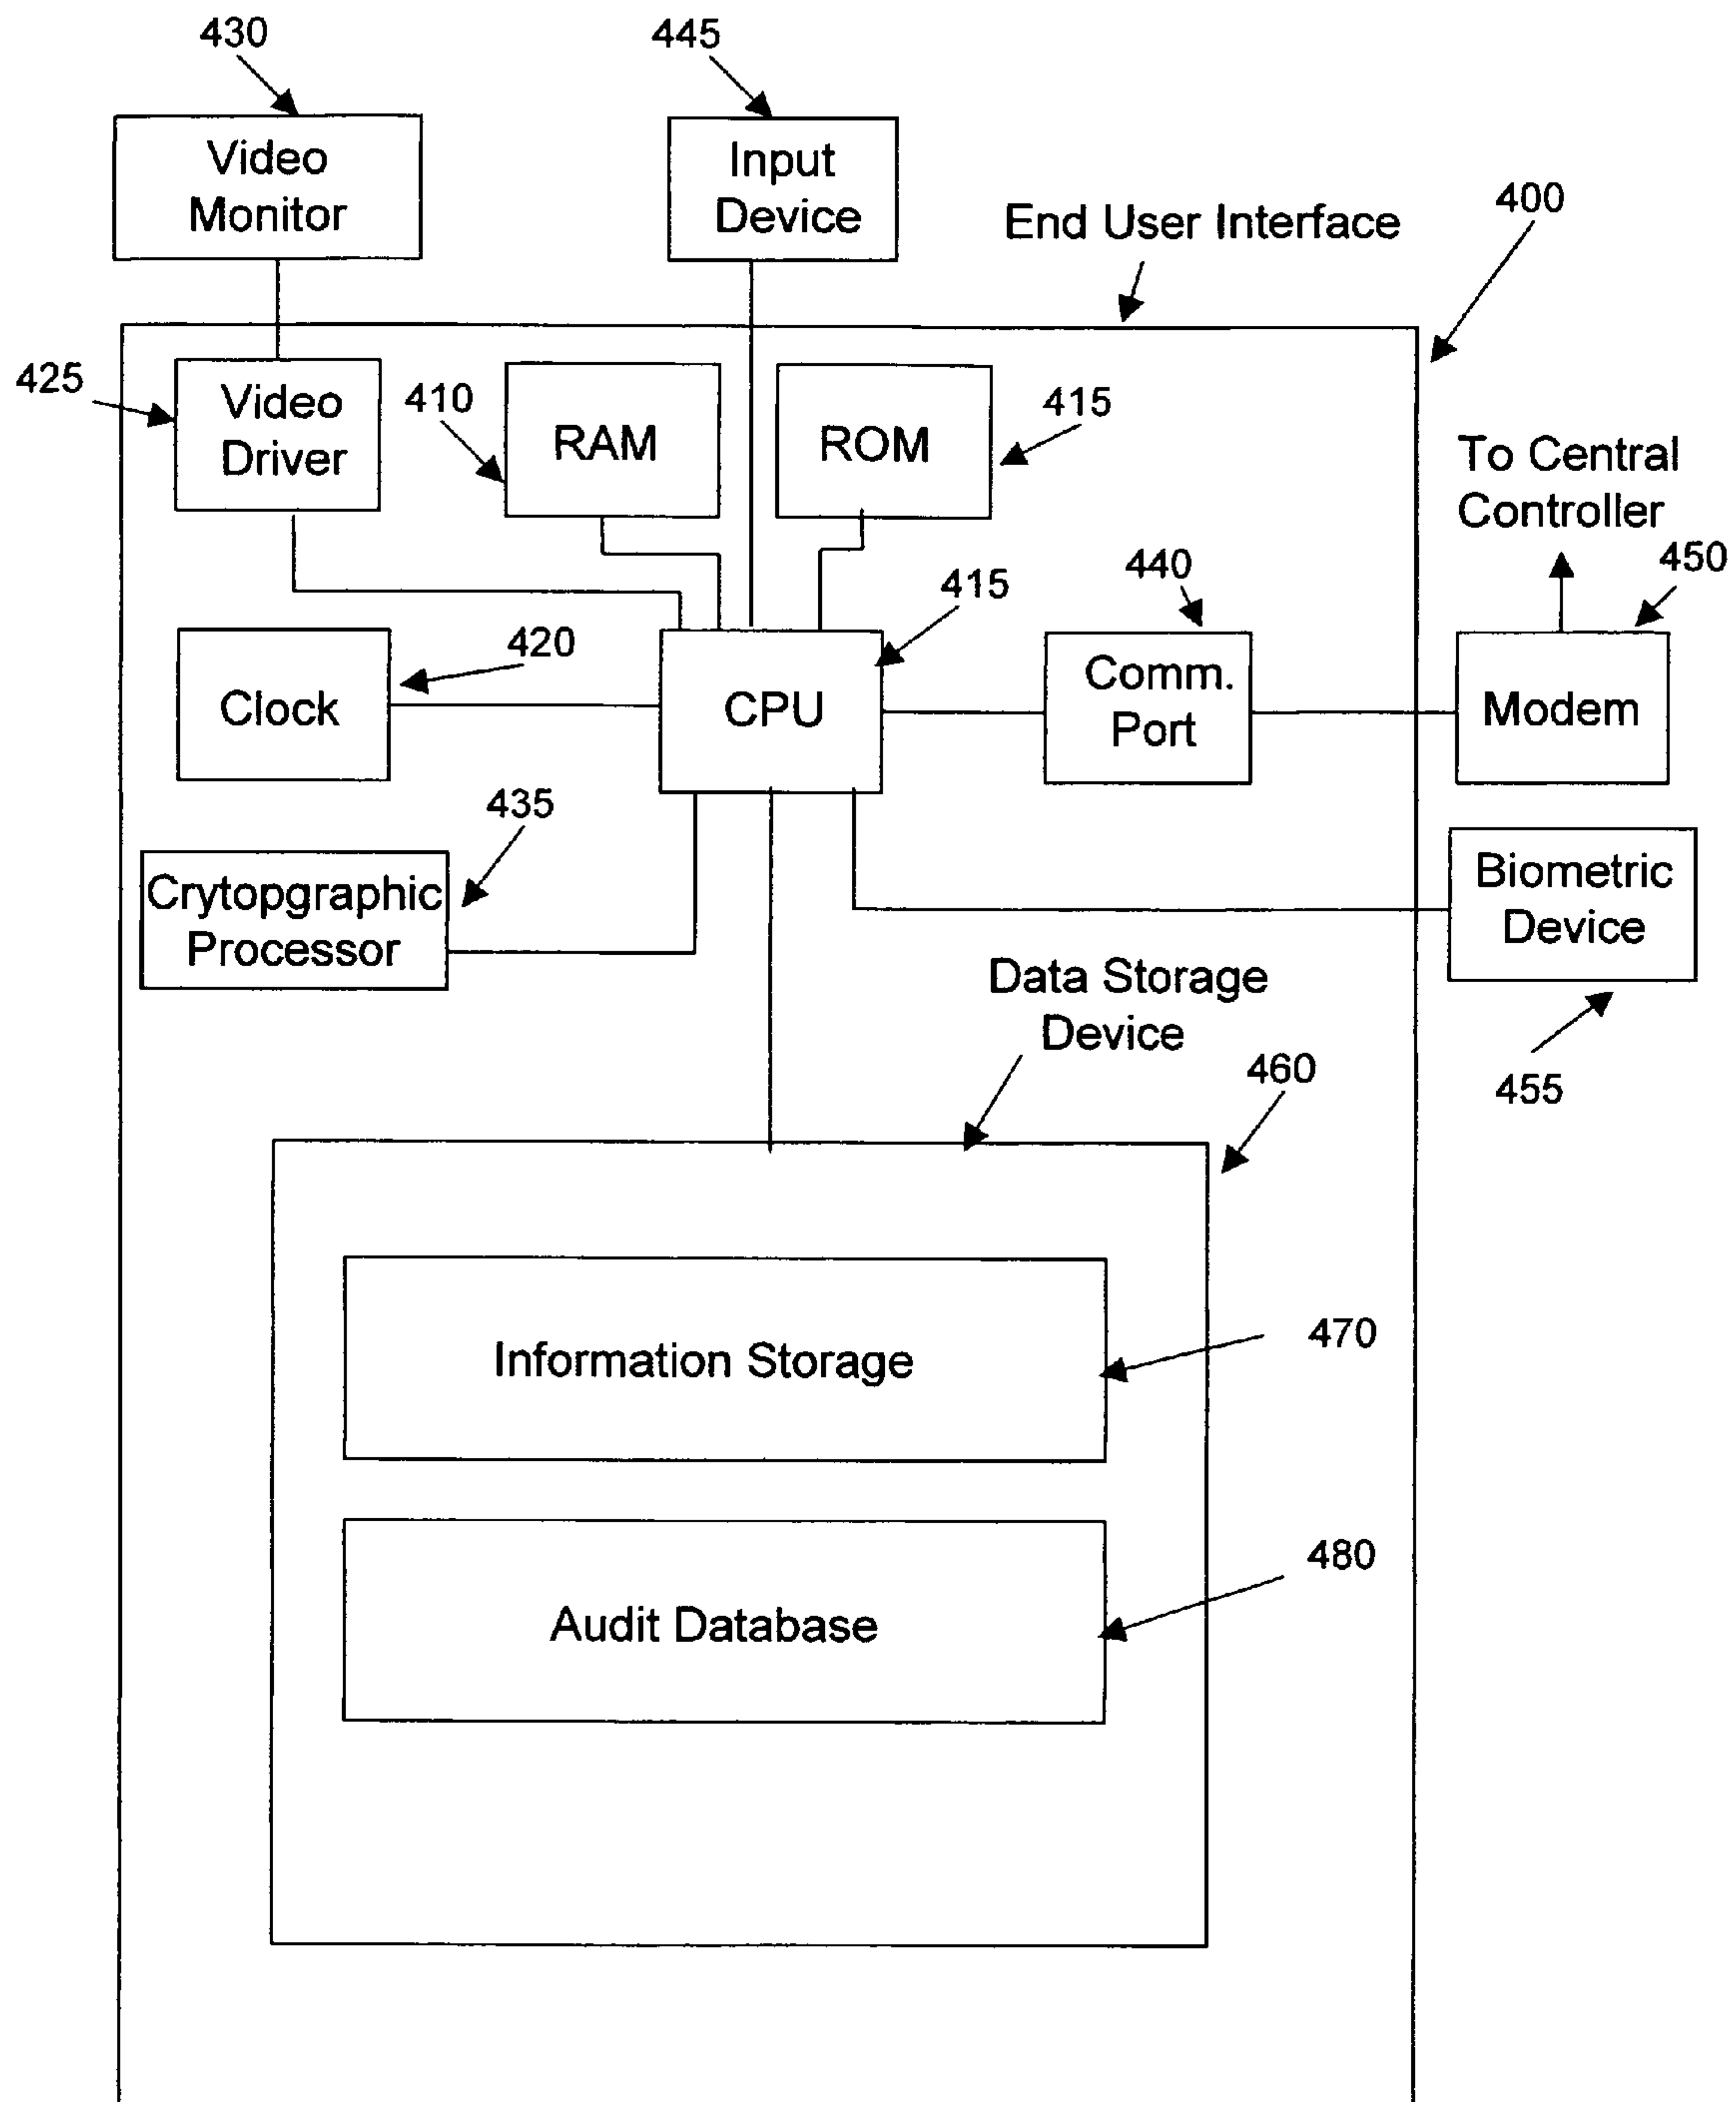 430
445
Video
Monitor
Input
Device
End User Interface
400
425
Video
Driver
410
RAM
ROM
415
To Central
Controller
450
440
415
420
Clock
CPU
Comm.
Port
Modem
435
Crytopgraphic
Processor
Biometric
Device
455
Data Storage
Device
460
Information Storage
470
Audit Database
480